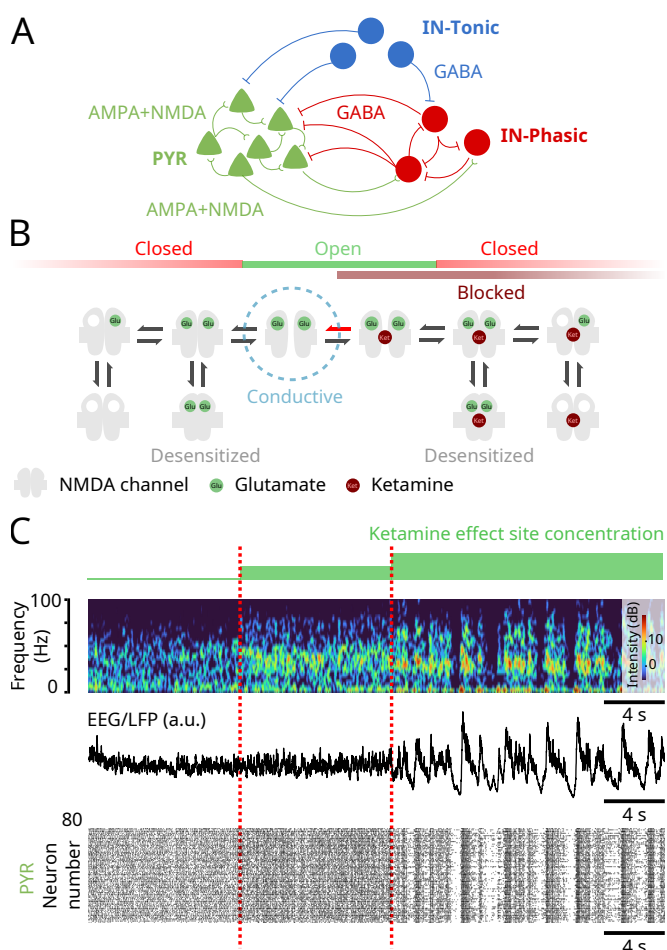 A
IN-Tonic
GABA
AMPA+NMDA
GABA
IN-Phasic
PYR
AMPA+NMDA
B
Closed Open Closed
Blocked
Glu Glu Glu Glu Glu Glu Glu Glu Glu Glu
Ket Ket Ket
Conductive
Glu Glu Glu Glu
Ket Ket
Desensitized Desensitized
NMDA channel Glu Glutamate Ket Ketamine
C
Ketamine effect site concentration
100
Frequency
(Hz)
0
Intensity (dB)
10
0
4 s
EEG/LFP (a.u.)
4 s
80
PYR
Neuron
number
4 s